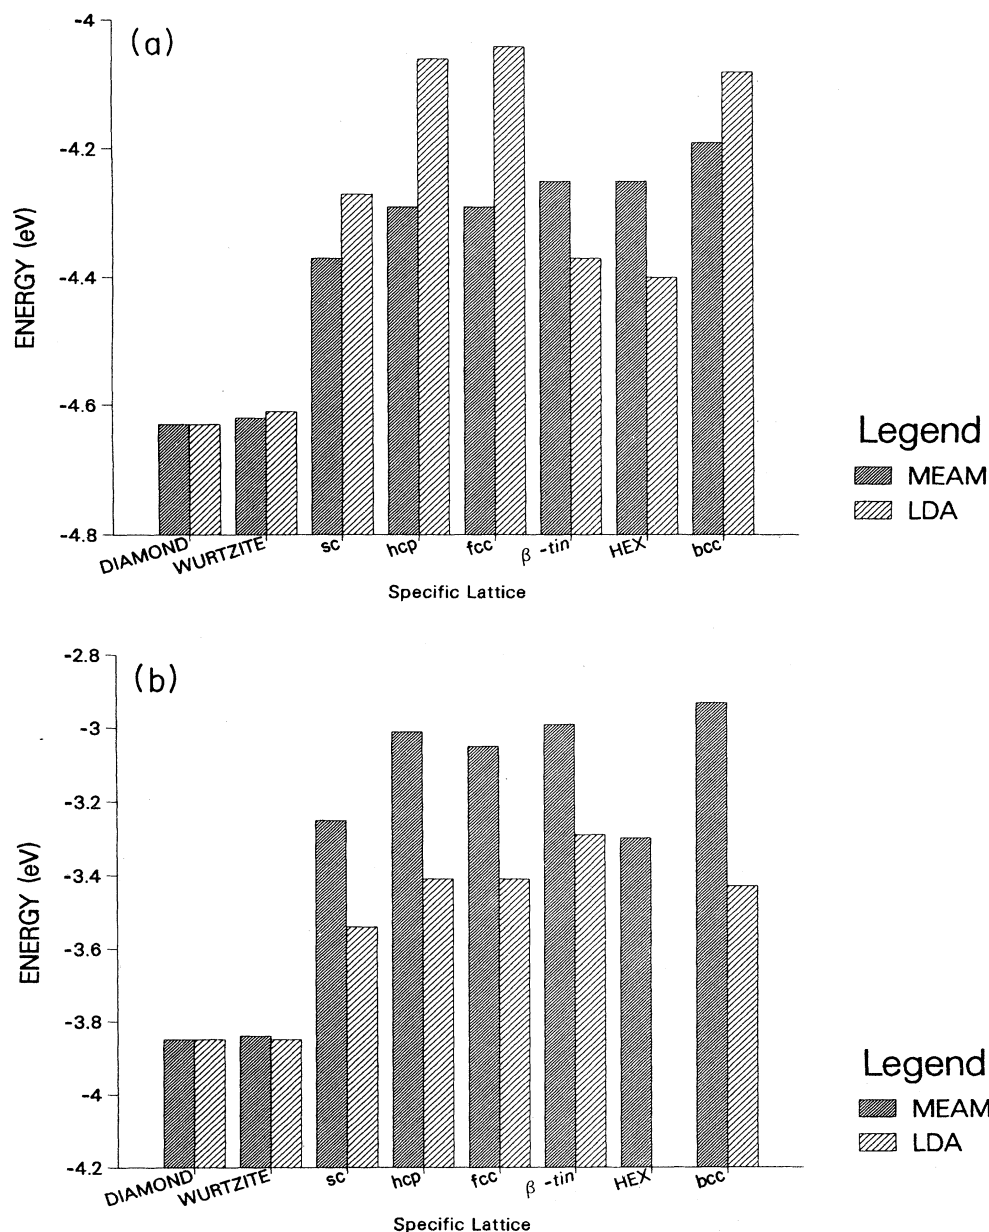 (a)
-4
-4.2
-4.4
-4.6
-4.8
ENERGY (eV)
DIAMOND
WURTZITE
sc
hcp
fcc
β -tin
HEX
bcc
Specific Lattice
Legend
MEAM
LDA
(b)
-2.8
-3
-3.2
-3.4
-3.6
-3.8
-4
-4.2
ENERGY (eV)
DIAMOND
WURTZITE
sc
hcp
fcc
β -tin
HEX
bcc
Specific Lattice
Legend
MEAM
LDA